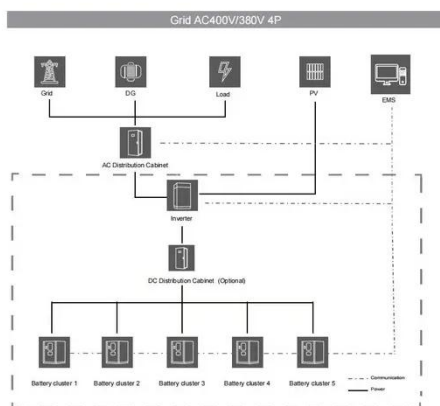 Grid AC400V/380V 4P
Grid DG Load PV EMS
AC Distribution Cabinet
Inverter
DC Distribution Cabinet (Optional)
Battery cluster 1 Battery cluster 2 Battery cluster 3 Battery cluster 4 Battery cluster 5
Communication
Power